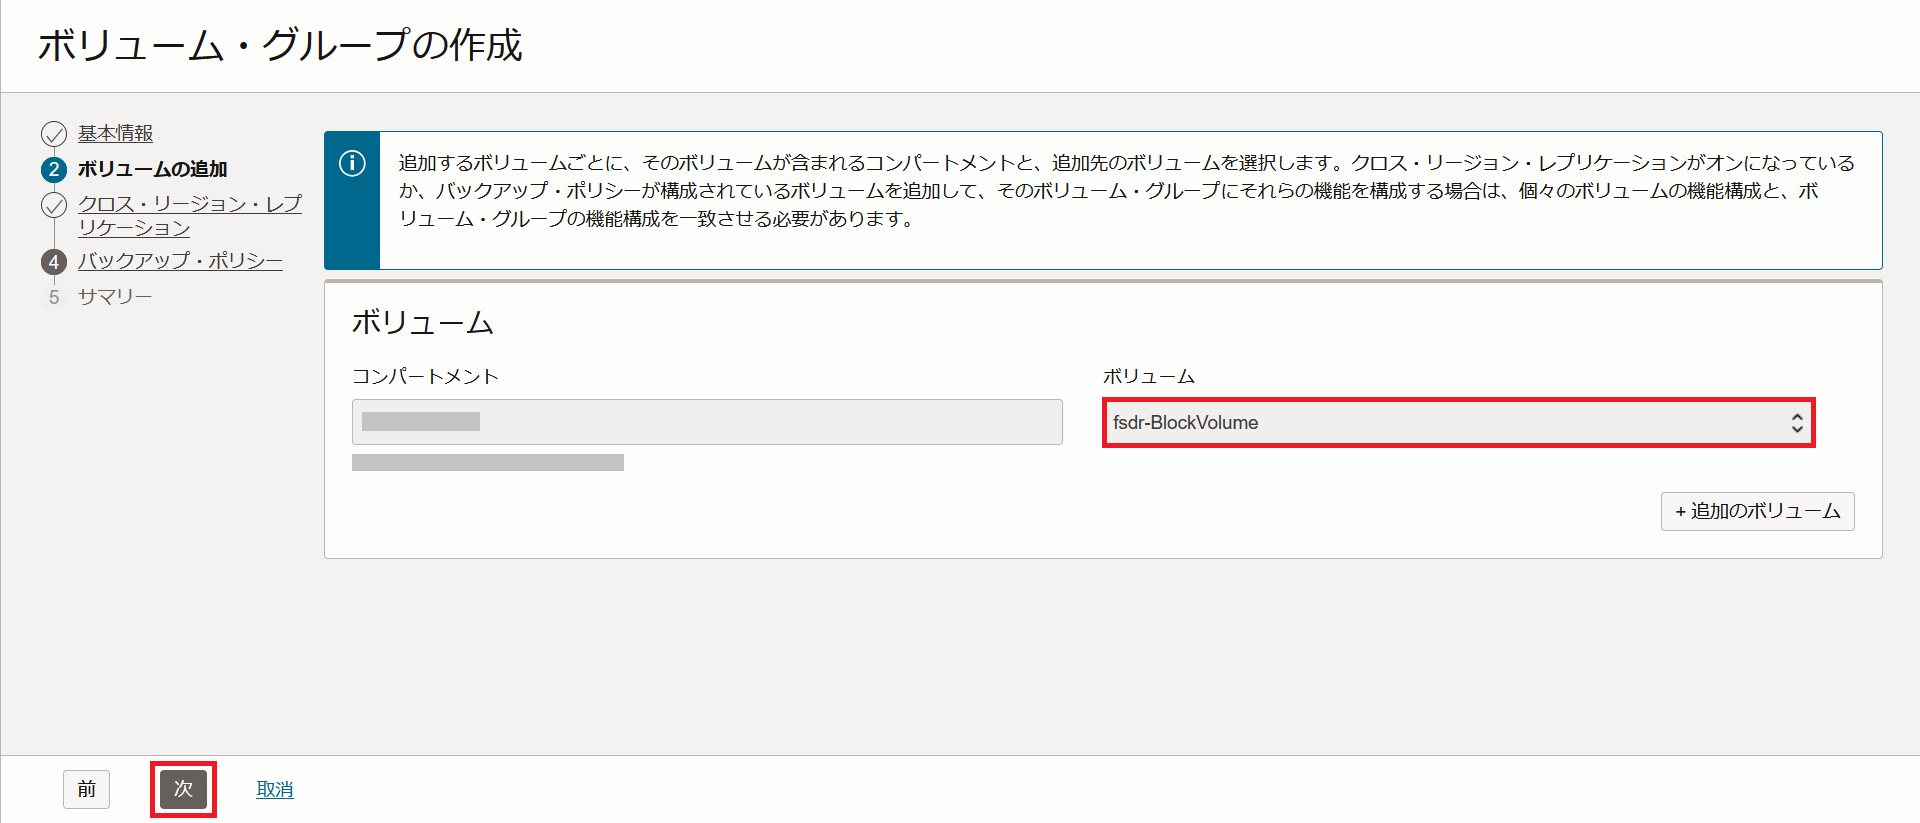 ボリューム・グループの作成
基本情報
2 ボリュームの追加
クロス・リージョン・レプ
リケーション
4 バックアップ・ポリシー
5 サマリー
追加するボリュームごとに、そのボリュームが含まれるコンパートメントと、追加先のボリュームを選択します。クロス・リージョン・レプリケーションがオンになっている
か、バックアップ・ポリシーが構成されているボリュームを追加して、そのボリューム・グループにそれらの機能を構成する場合は、個々のボリュームの機能構成と、ボ
リューム・グループの機能構成を一致させる必要があります。
ボリューム
コンパートメント
ボリューム
fsdr-BlockVolume
+ 追加のボリューム
前
次
取消